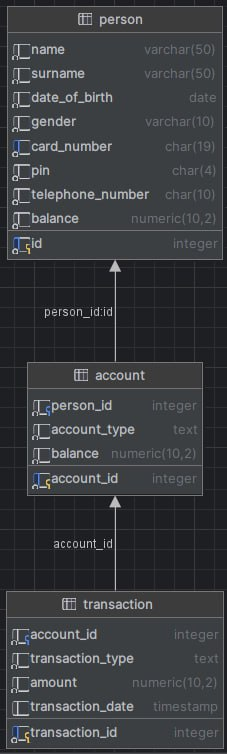 person
name varchar(50)
surname varchar(50)
date_of_birth date
gender varchar(10)
card_number char(19)
pin char(4)
telephone_number char(10)
balance numeric(10,2)
id integer
person_id:id
account
person_id integer
account_type text
balance numeric(10,2)
account_id integer
account_id
transaction
account_id integer
transaction_type text
amount numeric(10,2)
transaction_date timestamp
transaction_id integer